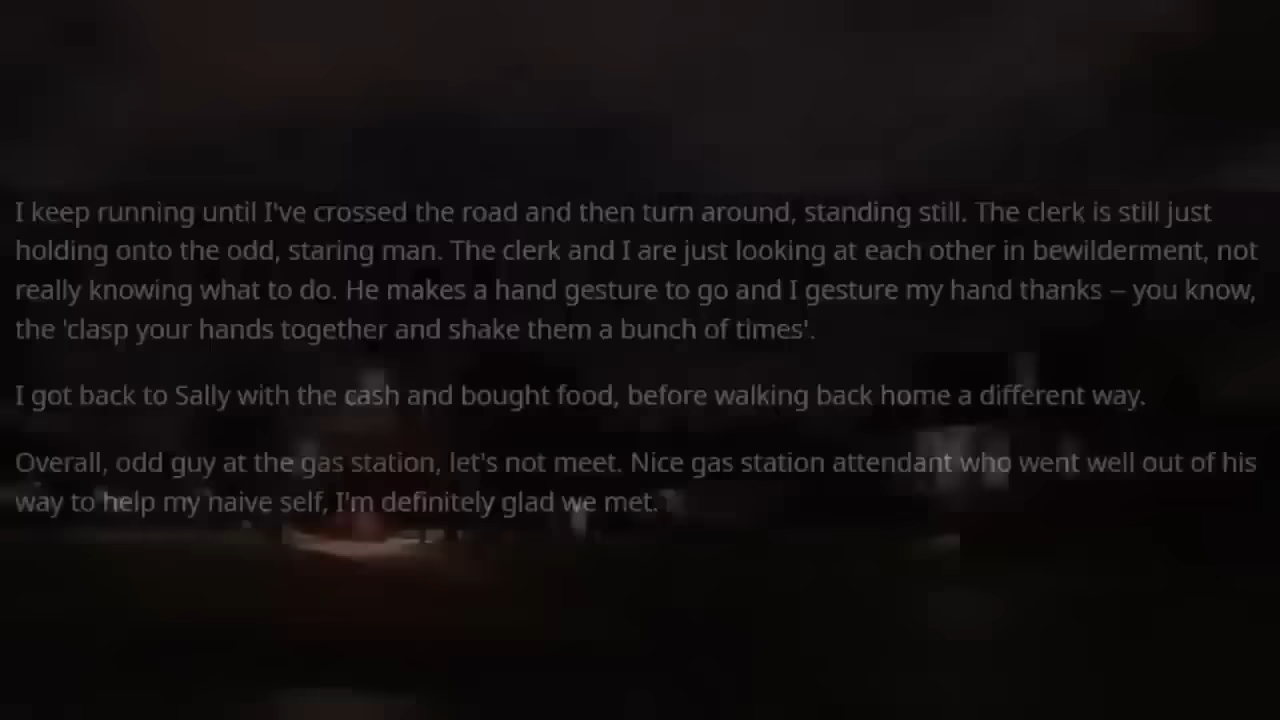 I keep running until I've crossed the road and then turn around, standing still. The clerk is still just
holding onto the odd, staring man. The clerk and I are just looking at each other in bewilderment, not
really knowing what to do. He makes a hand gesture to go and I gesture my hand thanks – you know,
the 'clasp your hands together and shake them a bunch of times'.
I got back to Sally with the cash and bought food, before walking back home a different way.
Overall, odd guy at the gas station, let's not meet. Nice gas station attendant who went well out of his
way to help my naive self, I'm definitely glad we met.